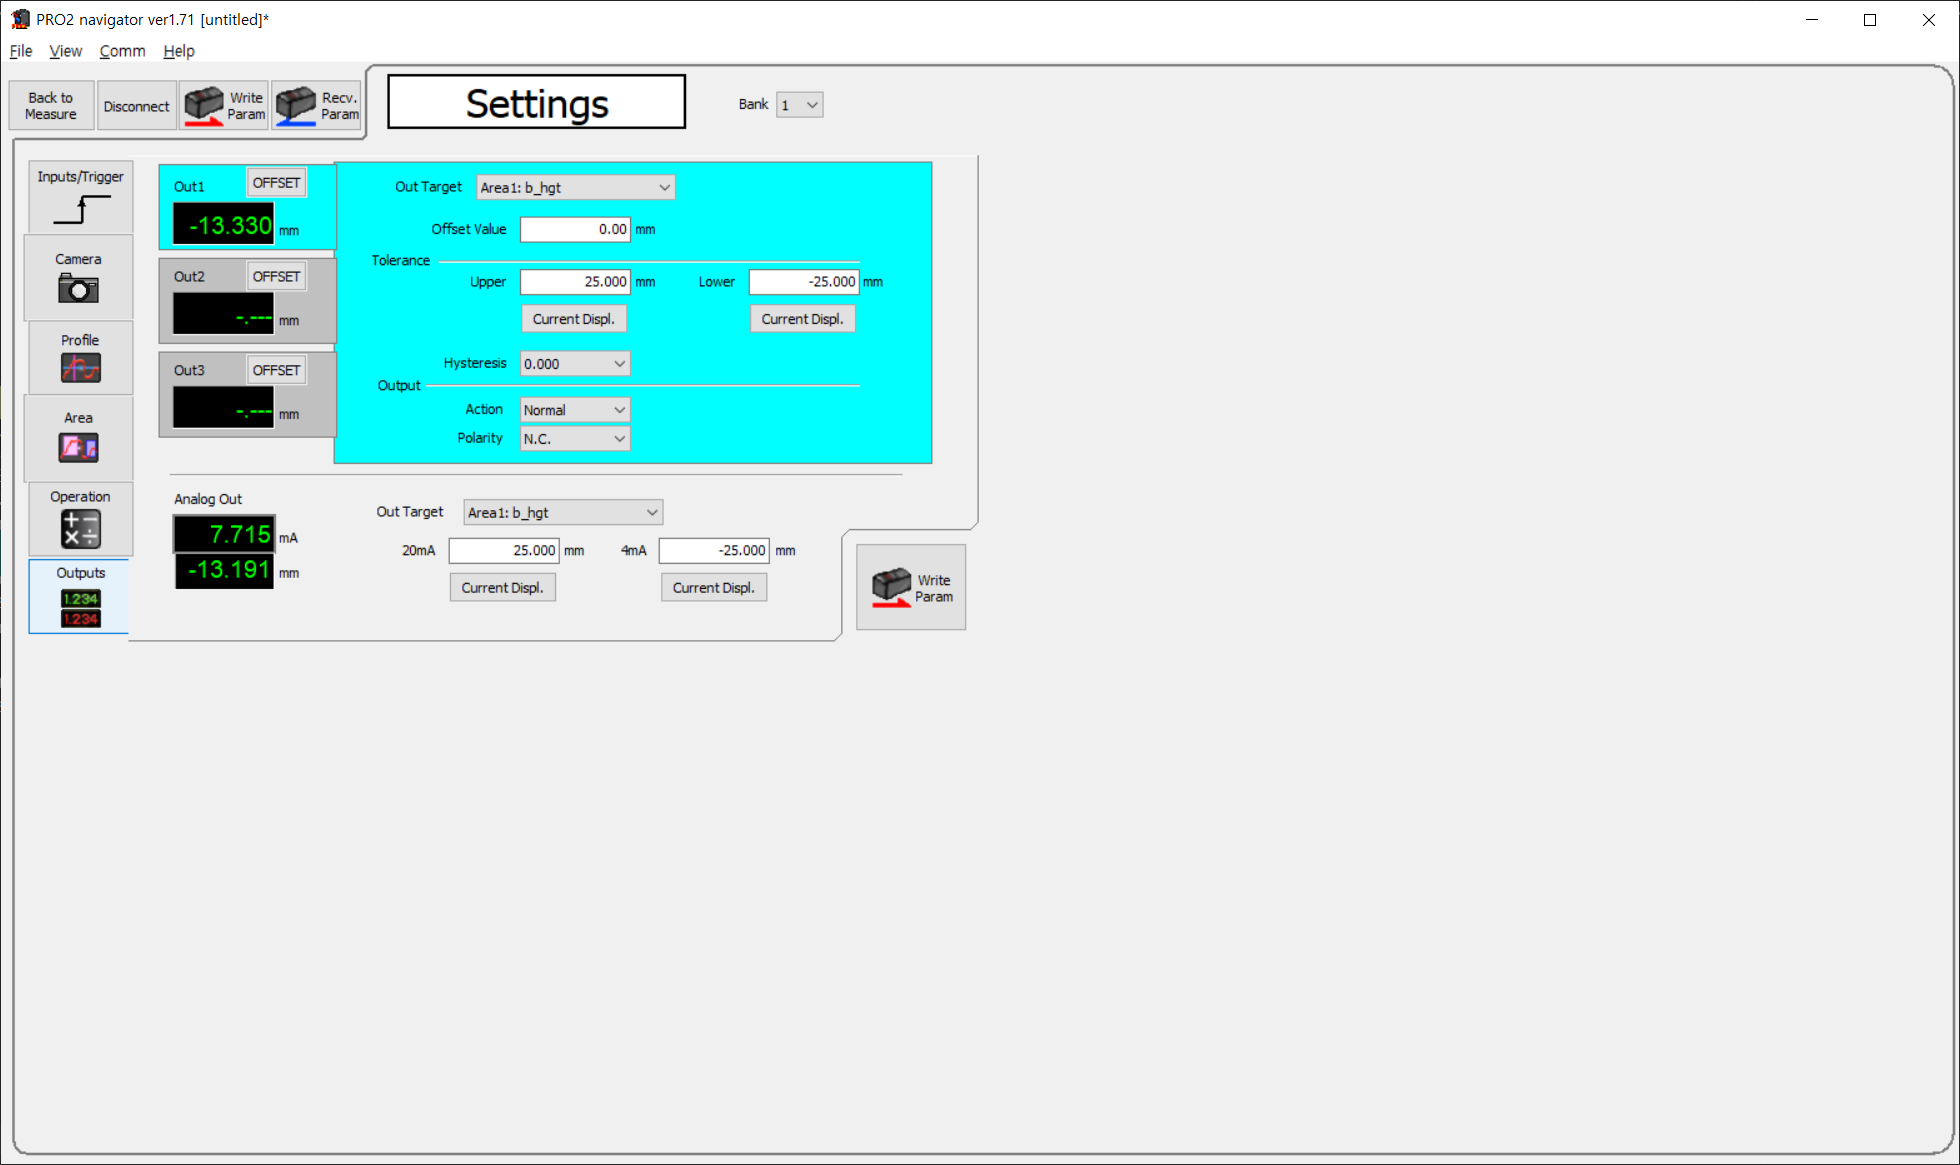 PRO2 navigator ver1.71 [untitled]*
File View Comm Help
Back to
Measure
Disconnect
Write
Param
Recv.
Param
Settings
Bank 1
Inputs/Trigger
Camera
Profile
Area
Operation
Outputs
1.234
1.234
Out1 OFFSET
-13.330 mm
Out2 OFFSET
-.--- mm
Out3 OFFSET
-.--- mm
Out Target Area1: b_hgt
Offset Value 0.00 mm
Tolerance
Upper 25.000 mm Lower -25.000 mm
Current Displ. Current Displ.
Hysteresis 0.000
Output
Action Normal
Polarity N.C.
Analog Out
7.715 mA
-13.191 mm
Out Target Area1: b_hgt
20mA 25.000 mm 4mA -25.000 mm
Current Displ. Current Displ.
Write
Param